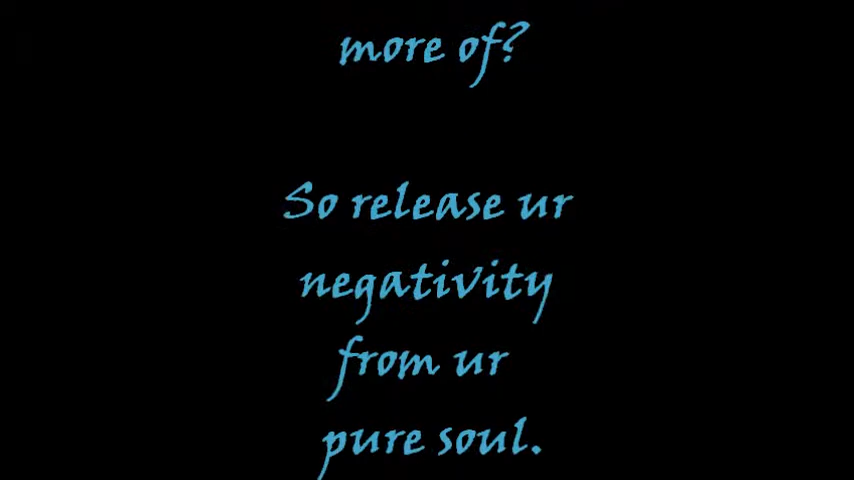 more of?
So release ur
negativity
from ur
pure soul.